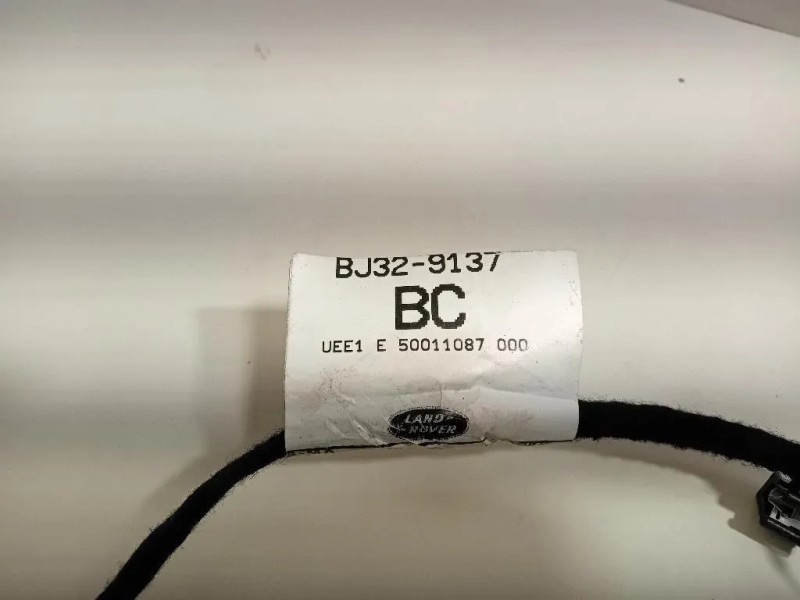 BJ32-9137
BC
UEE1 E 50011087 000
LAND-
ROVER